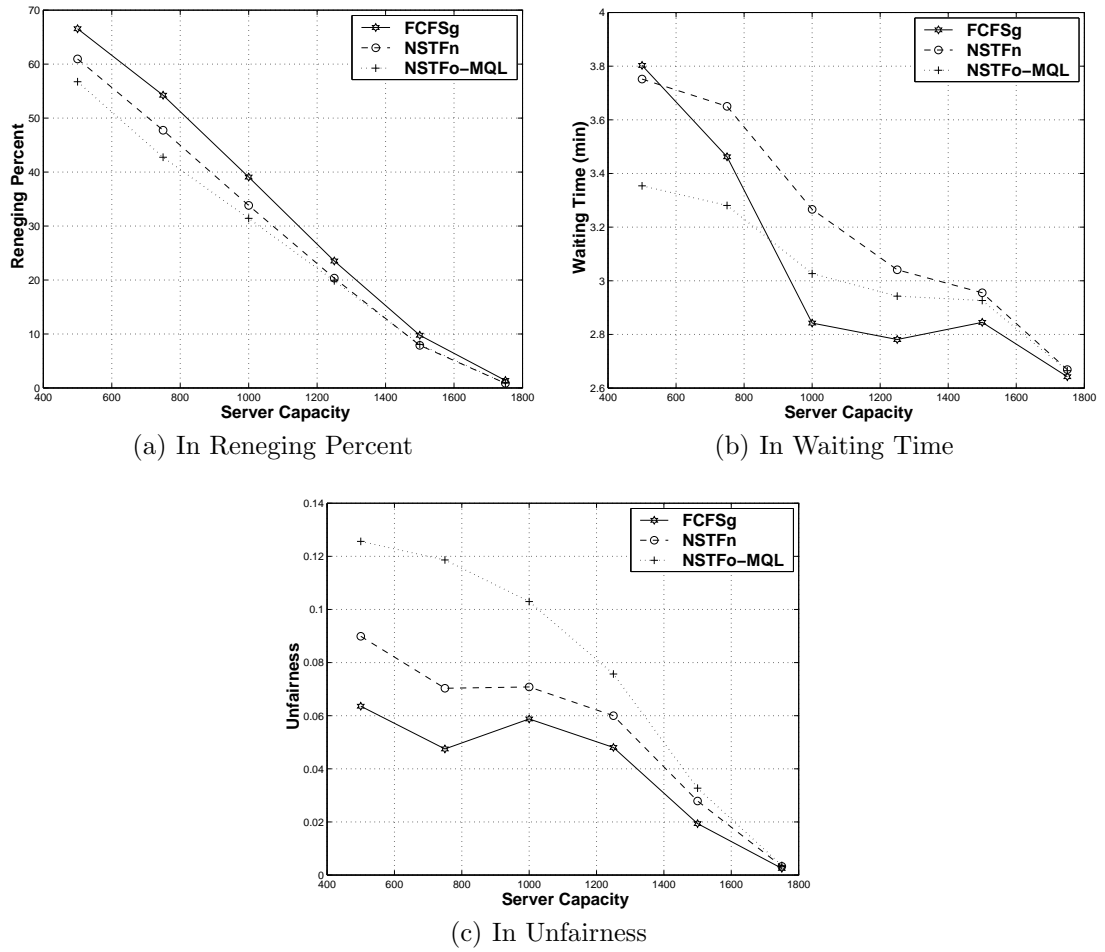 70
60
50
40
30
20
10
0
Reneging Percent
FCFSg
NSTFn
NSTFo-MQL
400 600 800 1000 1200 1400 1600 1800
Server Capacity
(a) In Reneging Percent
4
3.8
3.6
3.4
3.2
3
2.8
2.6
Waiting Time (min)
FCFSg
NSTFn
NSTFo-MQL
400 600 800 1000 1200 1400 1600 1800
Server Capacity
(b) In Waiting Time
0.14
0.12
0.1
0.08
0.06
0.04
0.02
0
Unfairness
FCFSg
NSTFn
NSTFo-MQL
400 600 800 1000 1200 1400 1600 1800
Server Capacity
(c) In Unfairness